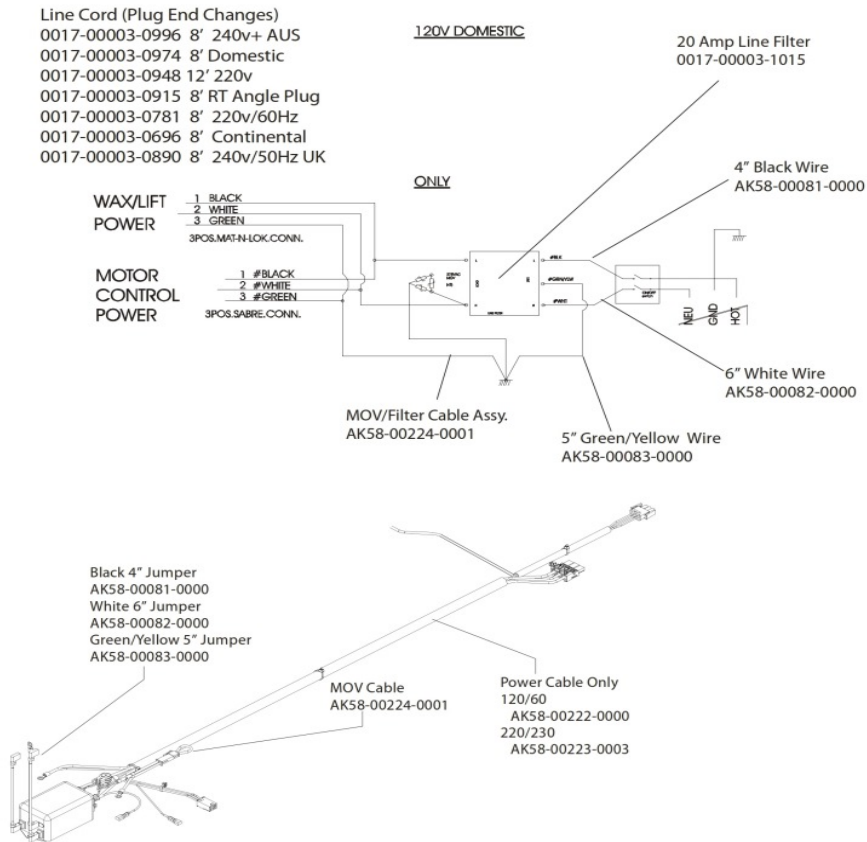 Line Cord (Plug End Changes)
0017-00003-0996 8’ 240v+ AUS
0017-00003-0974 8’ Domestic
0017-00003-0948 12’ 220v
0017-00003-0915 8’ RT Angle Plug
0017-00003-0781 8’ 220v/60Hz
0017-00003-0696 8’ Continental
0017-00003-0890 8’ 240v/50Hz UK
120V DOMESTIC
20 Amp Line Filter
0017-00003-1015
ONLY
4” Black Wire
AK58-00081-0000
WAX/LIFT
POWER
1 BLACK
2 WHITE
3 GREEN
3POS.MAT-N-LOK.CONN.
MOTOR
CONTROL
POWER
1 #BLACK
2 #WHITE
3 #GREEN
3POS.SABRE.CONN.
#BLK
NEU
GND
HOT
6” White Wire
AK58-00082-0000
MOV/Filter Cable Assy.
AK58-00224-0001
5” Green/Yellow Wire
AK58-00083-0000
Black 4” Jumper
AK58-00081-0000
White 6” Jumper
AK58-00082-0000
Green/Yellow 5” Jumper
AK58-00083-0000
MOV Cable
AK58-00224-0001
Power Cable Only
120/60
AK58-00222-0000
220/230
AK58-00223-0003